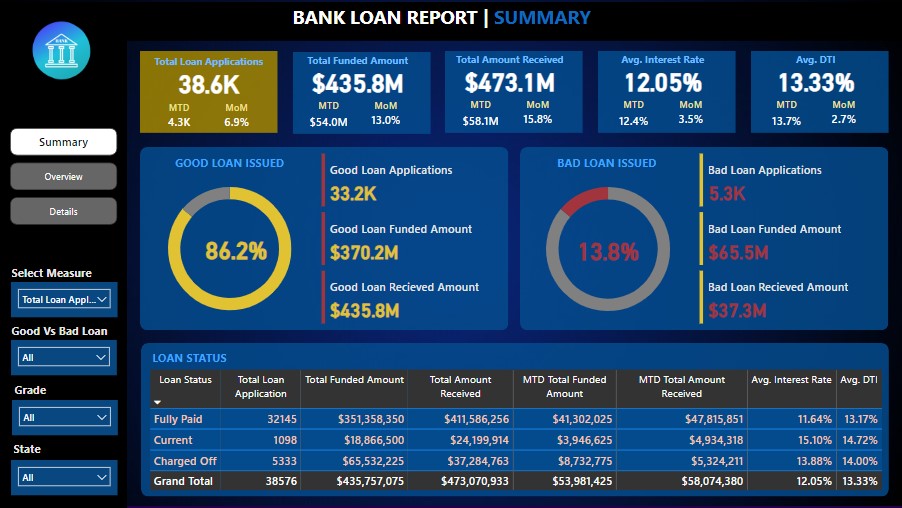 BANK LOAN REPORT | SUMMARY
Summary
Overview
Details
Select Measure
Total Loan Appl...
Good Vs Bad Loan
All
Grade
All
State
All
Total Loan Applications
38.6K
MTD MoM
4.3K 6.9%
Total Funded Amount
$435.8M
MTD MoM
$54.0M 13.0%
Total Amount Received
$473.1M
MTD MoM
$58.1M 15.8%
Avg. Interest Rate
12.05%
MTD MoM
12.4% 3.5%
Avg. DTI
13.33%
MTD MoM
13.7% 2.7%
GOOD LOAN ISSUED
86.2%
Good Loan Applications
33.2K
Good Loan Funded Amount
$370.2M
Good Loan Recieved Amount
$435.8M
BAD LOAN ISSUED
13.8%
Bad Loan Applications
5.3K
Bad Loan Funded Amount
$65.5M
Bad Loan Recieved Amount
$37.3M
LOAN STATUS
Loan Status Total Loan Application Total Funded Amount Total Amount Received MTD Total Funded Amount MTD Total Amount Received Avg. Interest Rate Avg. DTI
Fully Paid 32145 $351,358,350 $411,586,256 $41,302,025 $47,815,851 11.64% 13.17%
Current 1098 $18,866,500 $24,199,914 $3,946,625 $4,934,318 15.10% 14.72%
Charged Off 5333 $65,532,225 $37,284,763 $8,732,775 $5,324,211 13.88% 14.00%
Grand Total 38576 $435,757,075 $473,070,933 $53,981,425 $58,074,380 12.05% 13.33%